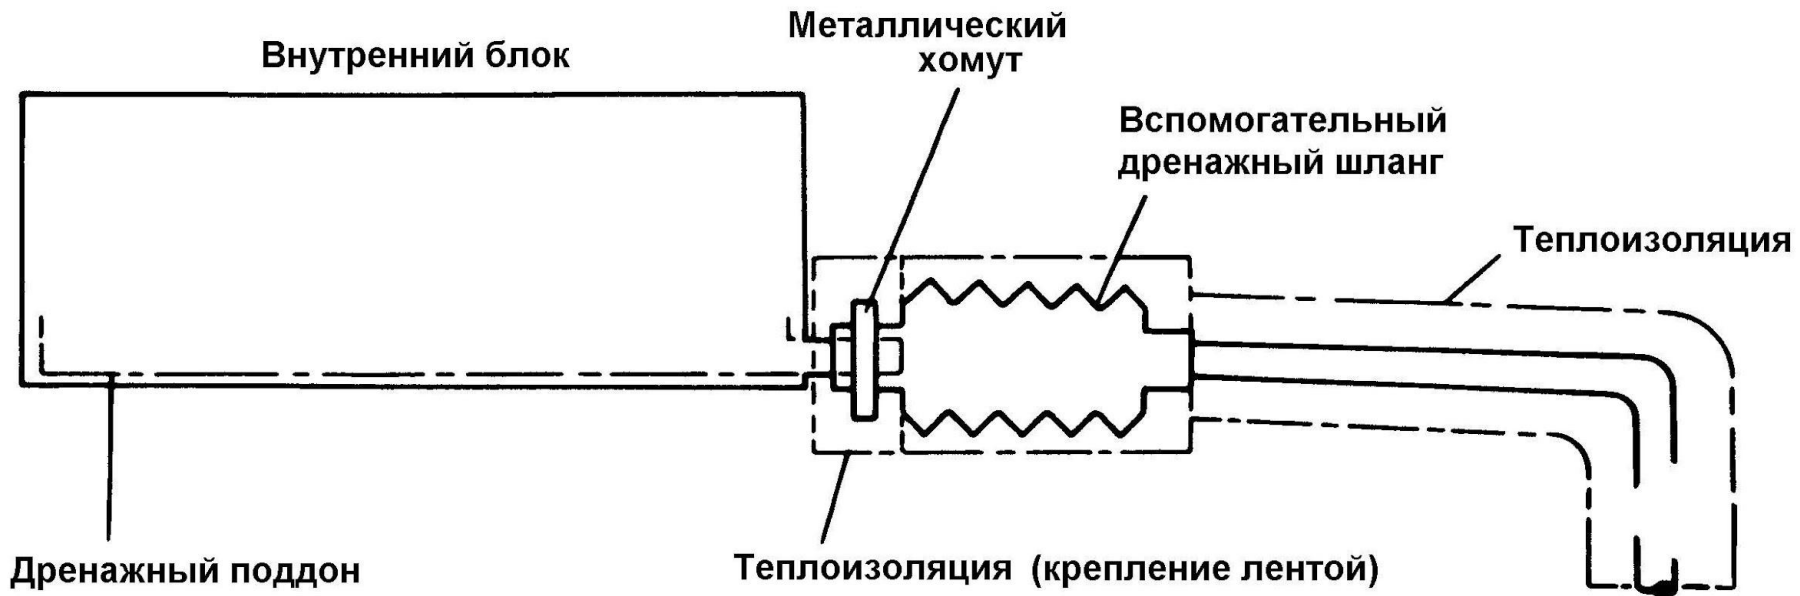 Металлический
хомут
Внутренний блок
Вспомогательный
дренажный шланг
Теплоизоляция
Дренажный поддон
Теплоизоляция (крепление лентой)